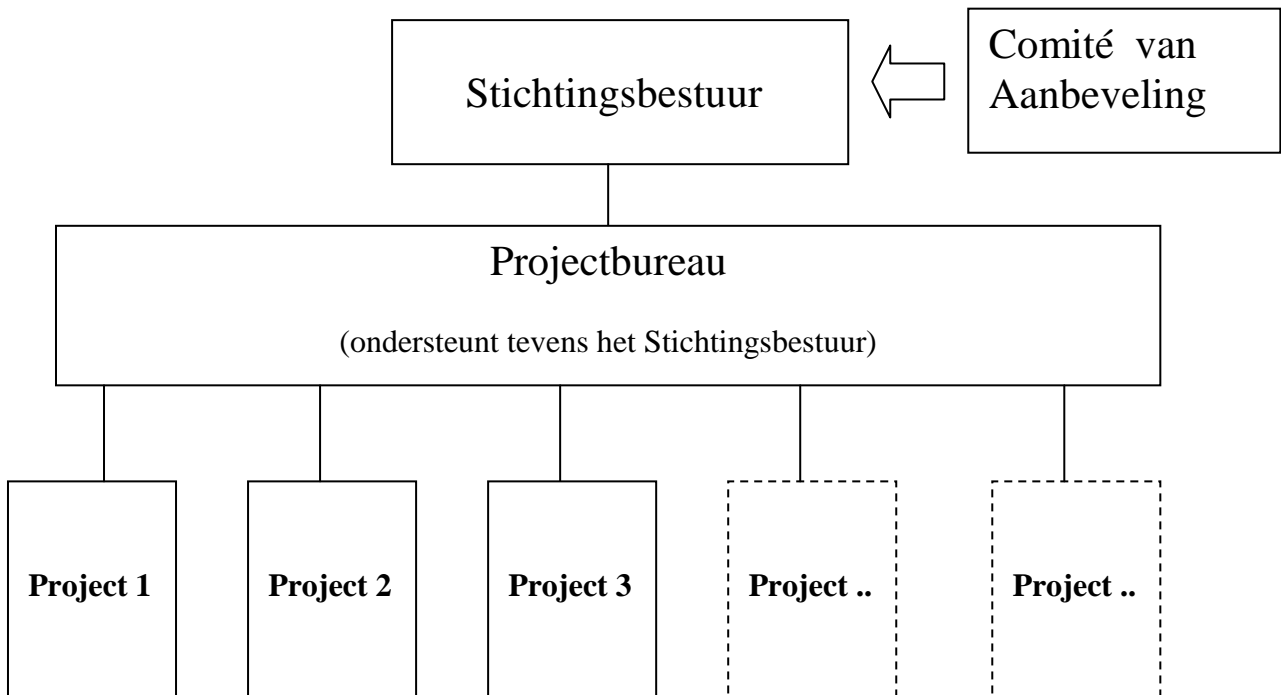 Stichtingsbestuur
Comité van
Aanbeveling
Projectbureau
(ondersteunt tevens het Stichtingsbestuur)
Project 1
Project 2
Project 3
Project ..
Project ..